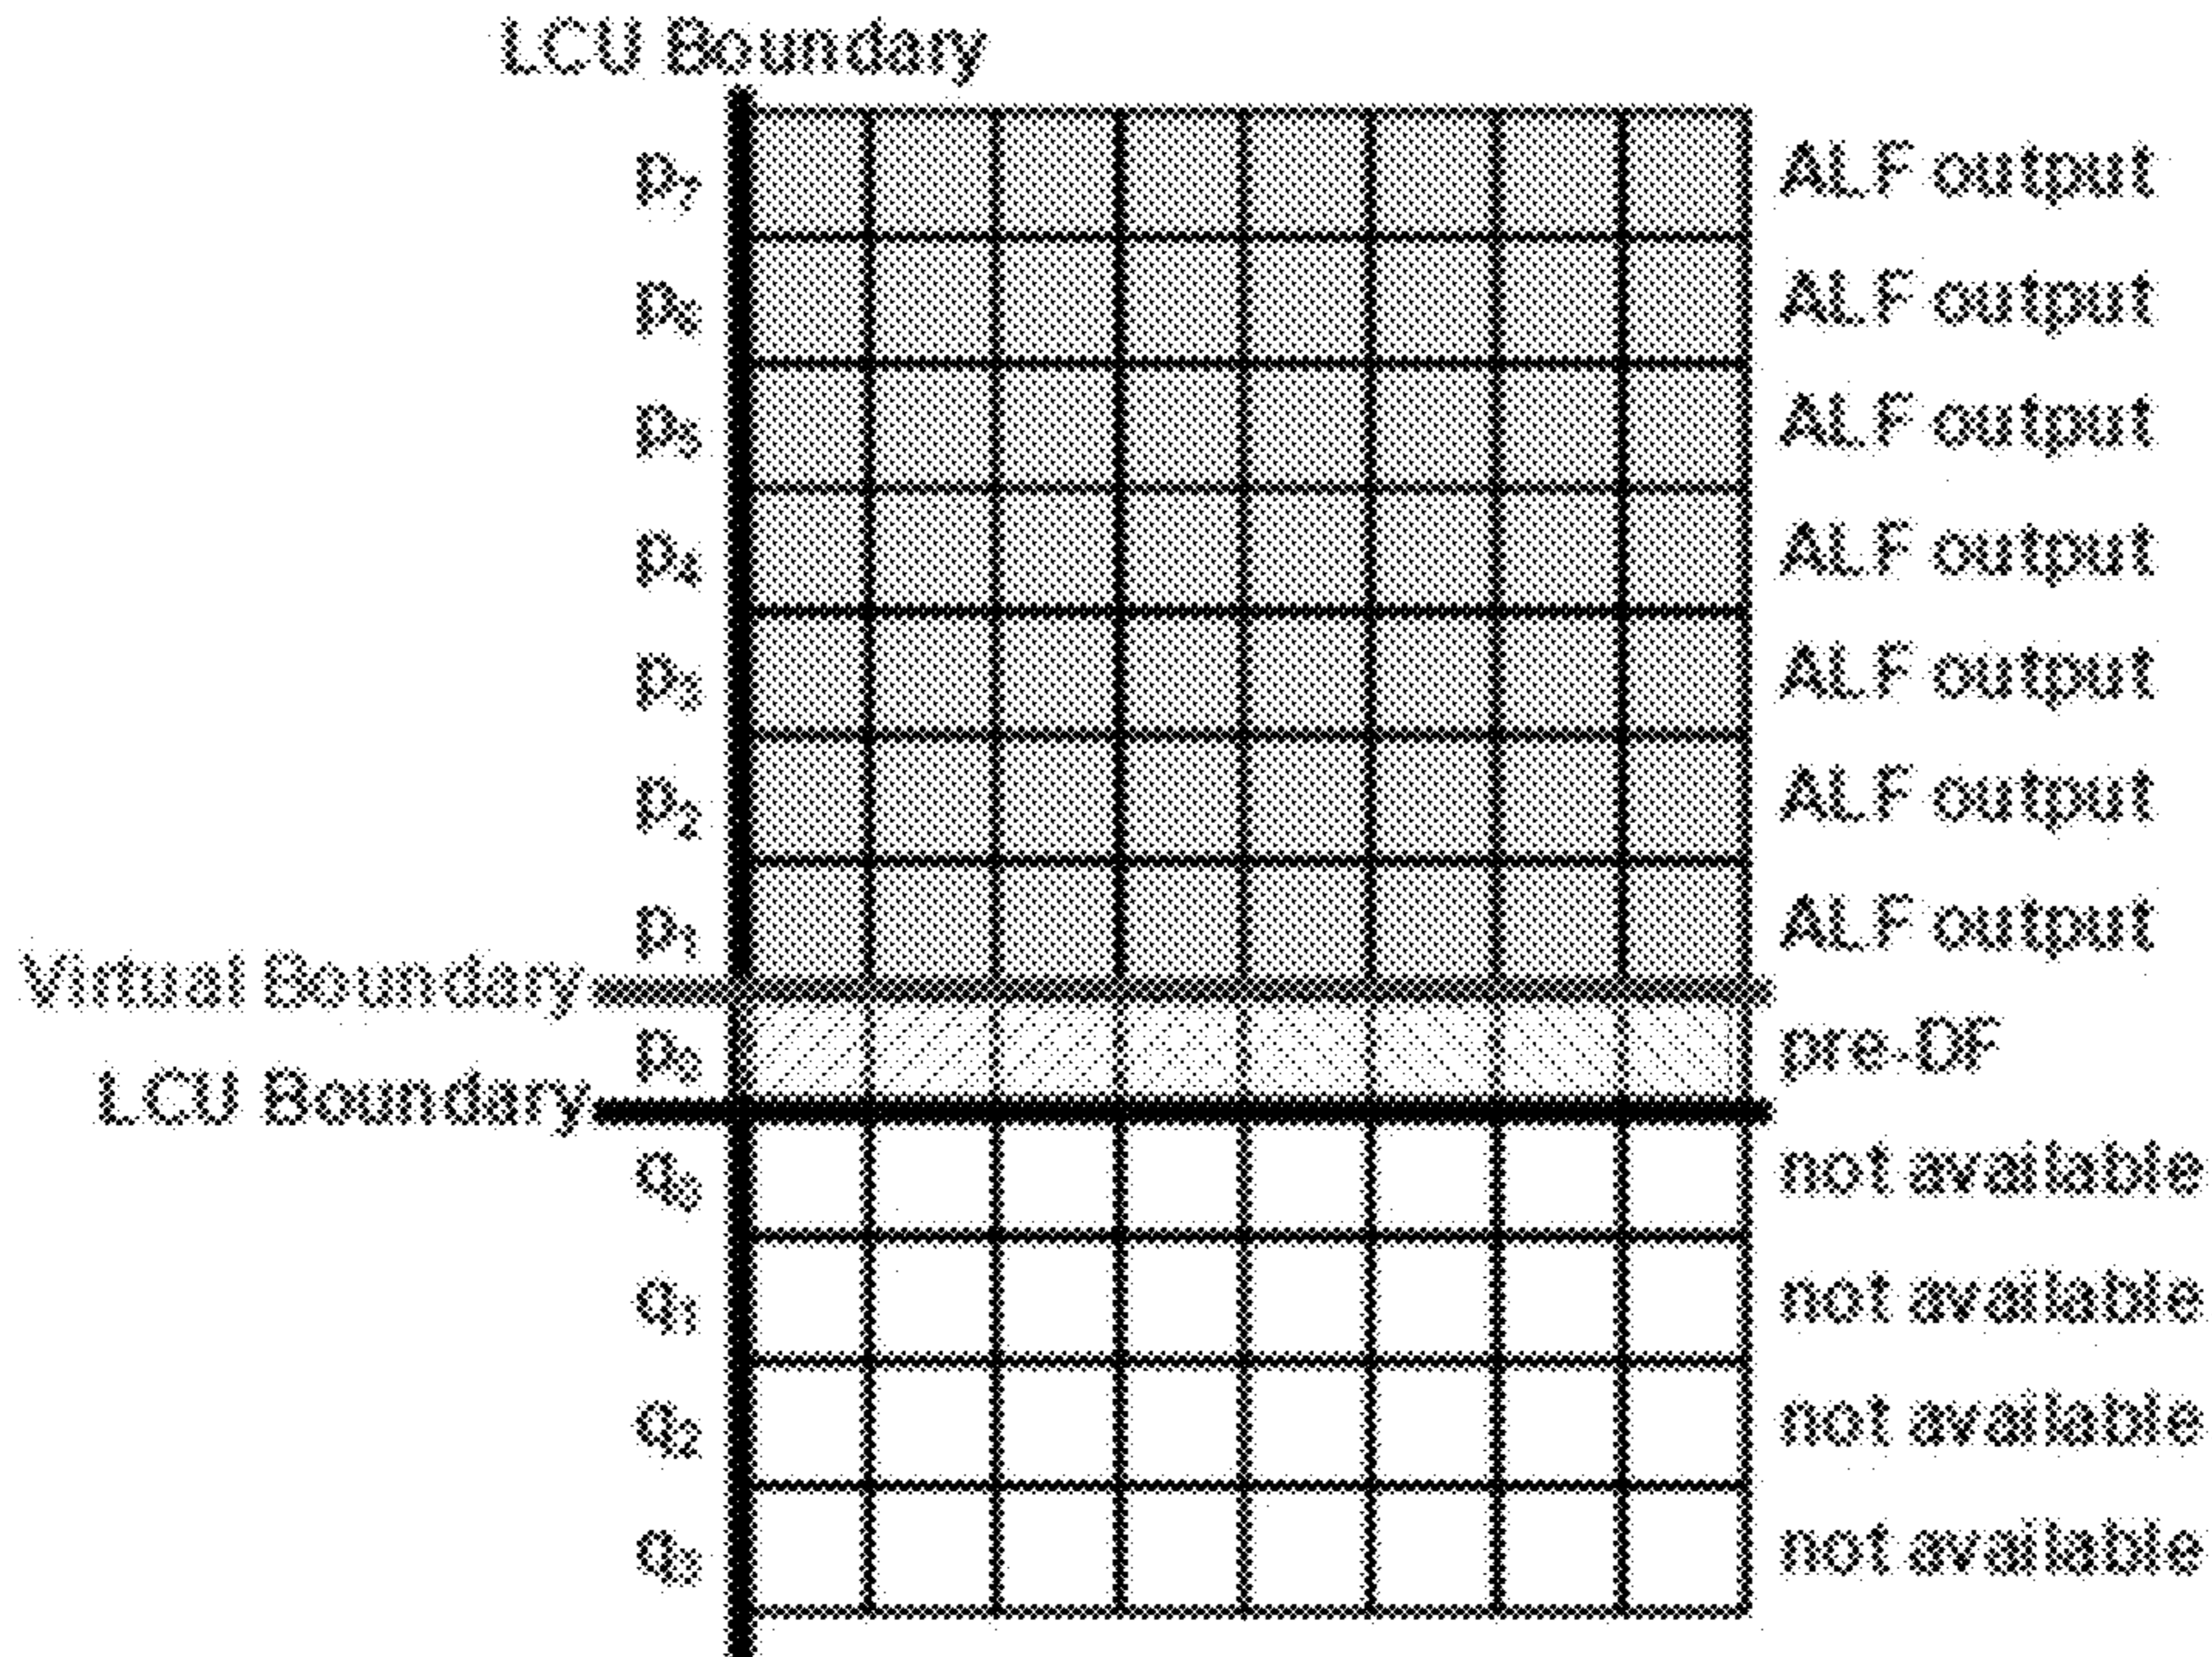 LCU Boundary
p7 ALF output
p6 ALF output
p5 ALF output
p4 ALF output
p3 ALF output
p2 ALF output
p1 ALF output
Virtual Boundary
p0 pre-DF
LCU Boundary
q0 not available
q1 not available
q2 not available
q3 not available